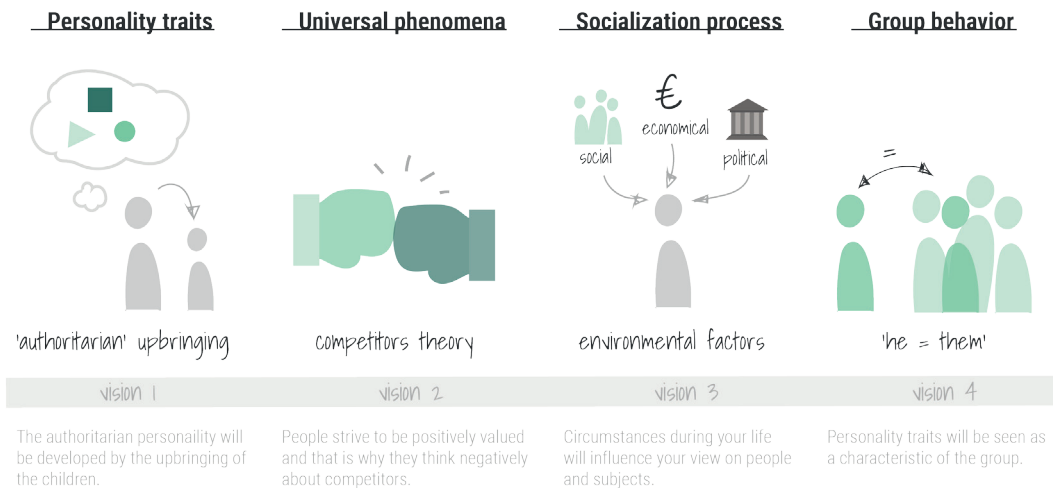 Personality traits
Universal phenomena
Socialization process
Group behavior
€
economical
social
political
=
'authoritarian' upbringing
competitors theory
environmental factors
'he = them'
vision 1
vision 2
vision 3
vision 4
The authoritarian personaility will
be developed by the upbringing of
the children.
People strive to be positively valued
and that is why they think negatively
about competitors.
Circumstances during your life
will influence your view on people
and subjects.
Personality traits will be seen as
a characteristic of the group.